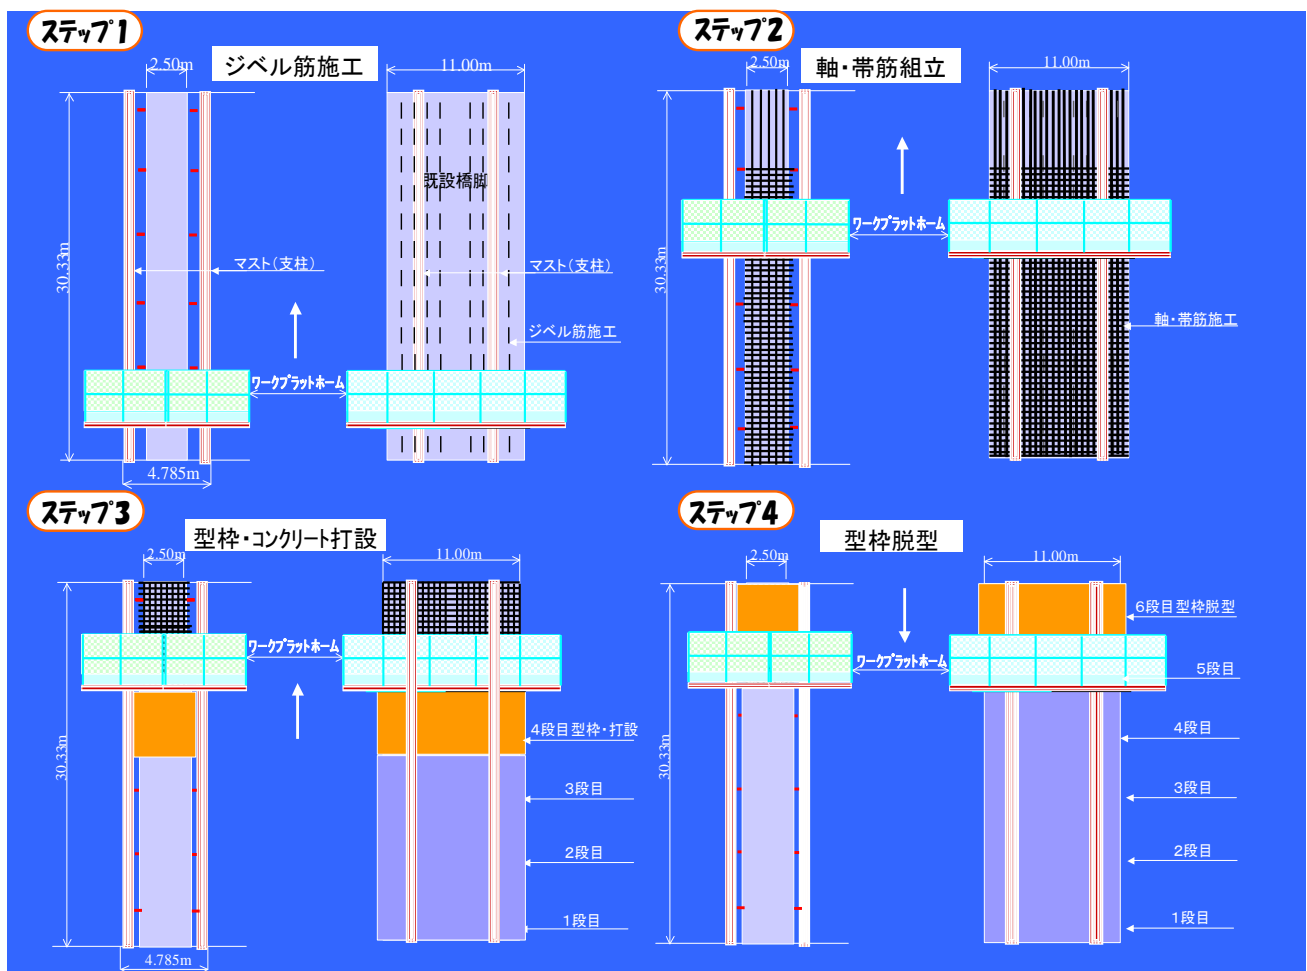 ステップ1
ジベル筋施工
2.50m
11.00m
30.33m
既設橋脚
マスト(支柱)
マスト(支柱)
ジベル筋施工
ワークプラットホーム
4.785m
ステップ2
軸・帯筋組立
2.50m
11.00m
30.33m
ワークプラットホーム
軸・帯筋施工
ステップ3
型枠・コンクリート打設
2.50m
11.00m
30.33m
ワークプラットホーム
4段目型枠・打設
3段目
2段目
1段目
4.785m
ステップ4
型枠脱型
2.50m
11.00m
30.33m
6段目型枠脱型
ワークプラットホーム
5段目
4段目
3段目
2段目
1段目